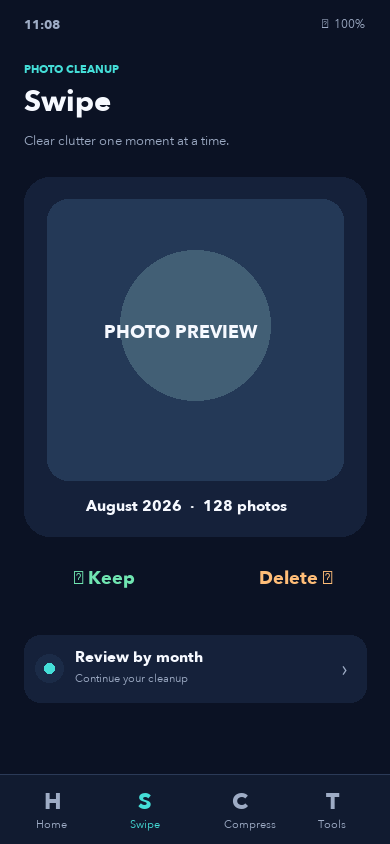 11:08
100%
PHOTO CLEANUP
Swipe
Clear clutter one moment at a time.
PHOTO PREVIEW
August 2026 · 128 photos
Keep
Delete
Review by month
Continue your cleanup
›
H S C T
Home Swipe Compress Tools